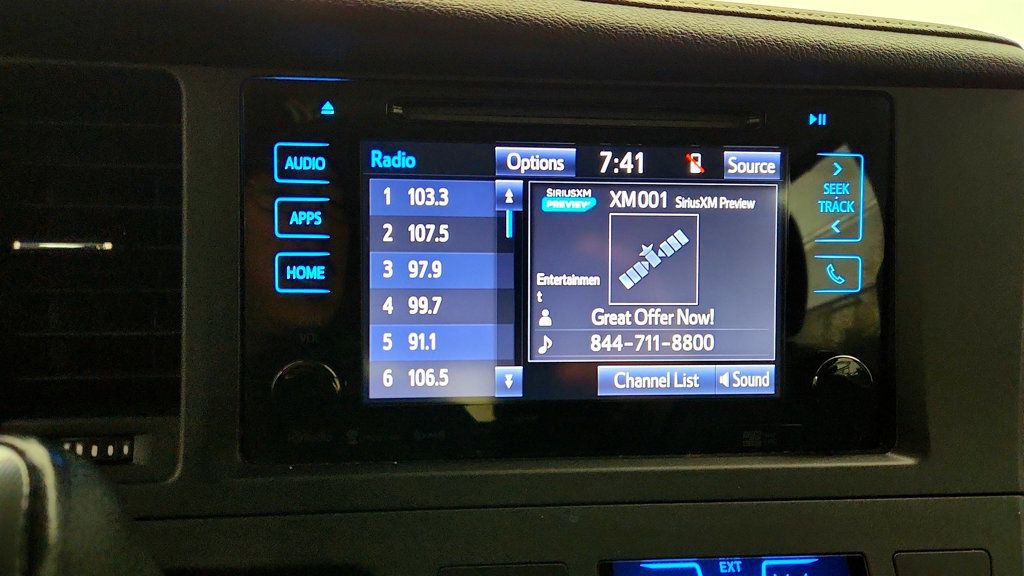 AUDIO
APPS
HOME
VOL
Radio
Options
7:41
Source
1 103.3
2 107.5
3 97.9
4 99.7
5 91.1
6 106.5
SIRIUSXM
PREVIEW
XM001 SiriusXM Preview
Entertainmen
t
Great Offer Now!
844-711-8800
Channel List
Sound
SEEK
TRACK
EXT